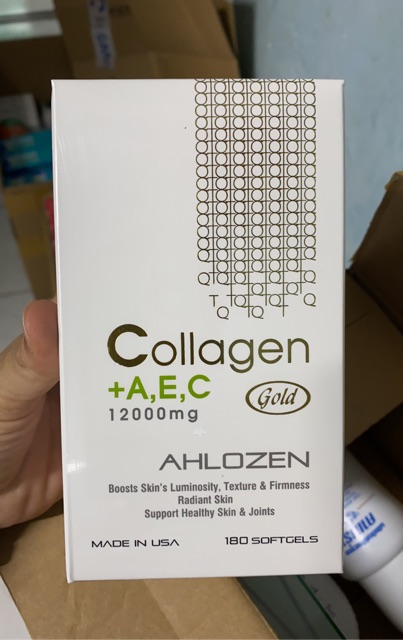 Collagen
+A,E,C
12000mg
Gold
AHLOZEN
Boosts Skin's Luminosity, Texture & Firmness
Radiant Skin
Support Healthy Skin & Joints
MADE IN USA
180 SOFTGELS